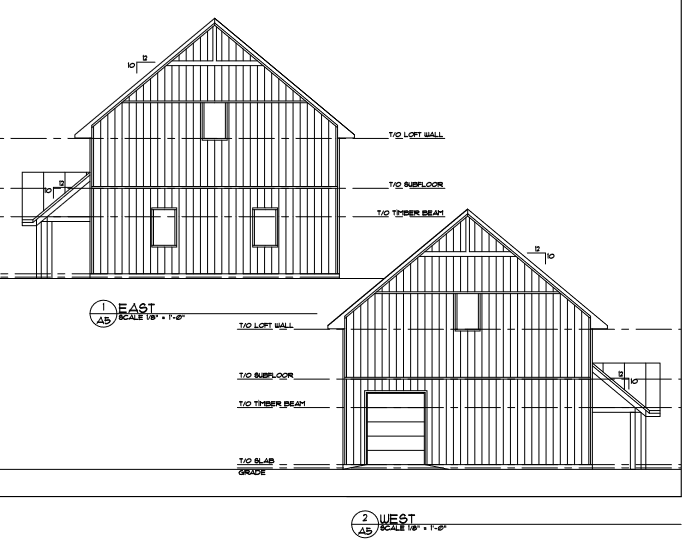 12
10
T/O LOFT WALL
T/O SUBFLOOR
12
10
T/O TIMBER BEAM
12
10
1
A5
EAST
SCALE 1/8" = 1'-0"
T/O LOFT WALL
T/O SUBFLOOR
12
10
T/O TIMBER BEAM
T/O SLAB
GRADE
2
A5
WEST
SCALE 1/8" = 1'-0"